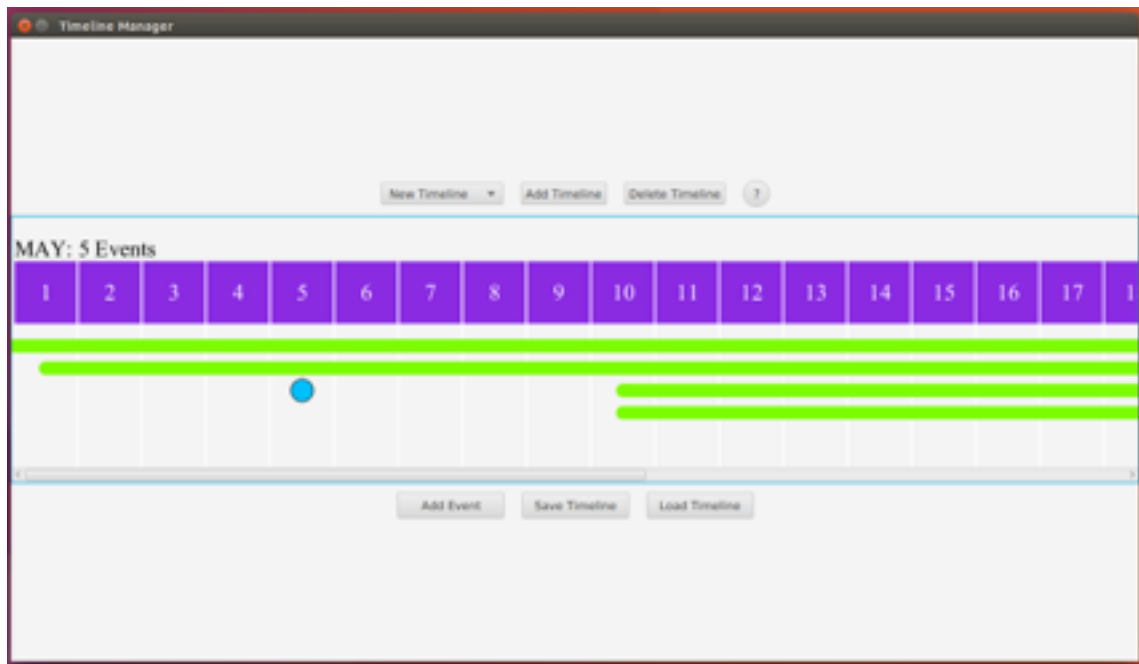 Timeline Manager
New Timeline Add Timeline Delete Timeline ?
MAY: 5 Events
1 2 3 4 5 6 7 8 9 10 11 12 13 14 15 16 17 1
Add Event Save Timeline Load Timeline